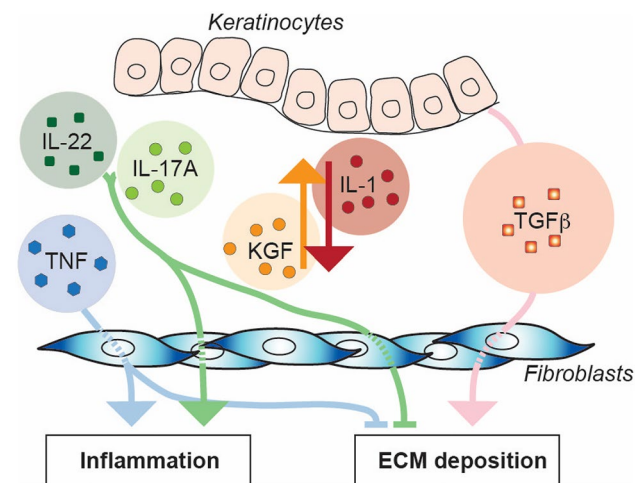 Keratinocytes
IL-22
IL-17A
IL-1
TGFβ
KGF
TNF
Fibroblasts
Inflammation
ECM deposition